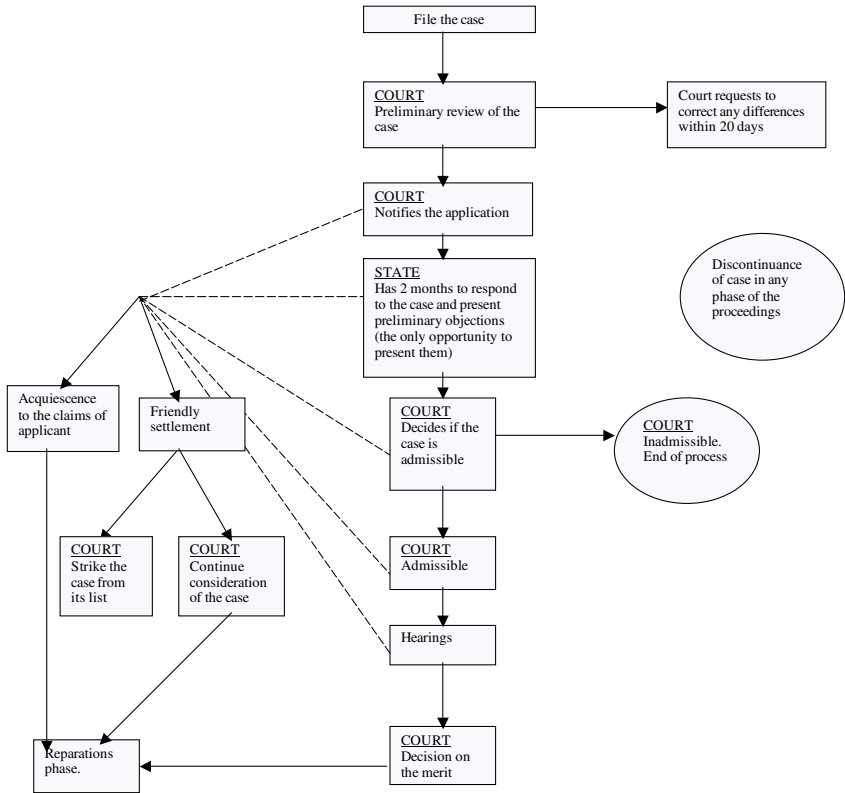 File the case
COURT
Preliminary review of the
case
Court requests to
correct any differences
within 20 days
COURT
Notifies the application
STATE
Has 2 months to respond
to the case and present
preliminary objections
(the only opportunity to
present them)
Discontinuance
of case in any
phase of the
proceedings
Acquiescence
to the claims of
applicant
Friendly
settlement
COURT
Decides if the
case is
admissible
COURT
Inadmissible.
End of process
COURT
Strike the
case from
its list
COURT
Continue
consideration
of the case
COURT
Admissible
Hearings
COURT
Decision on
the merit
Reparations
phase.